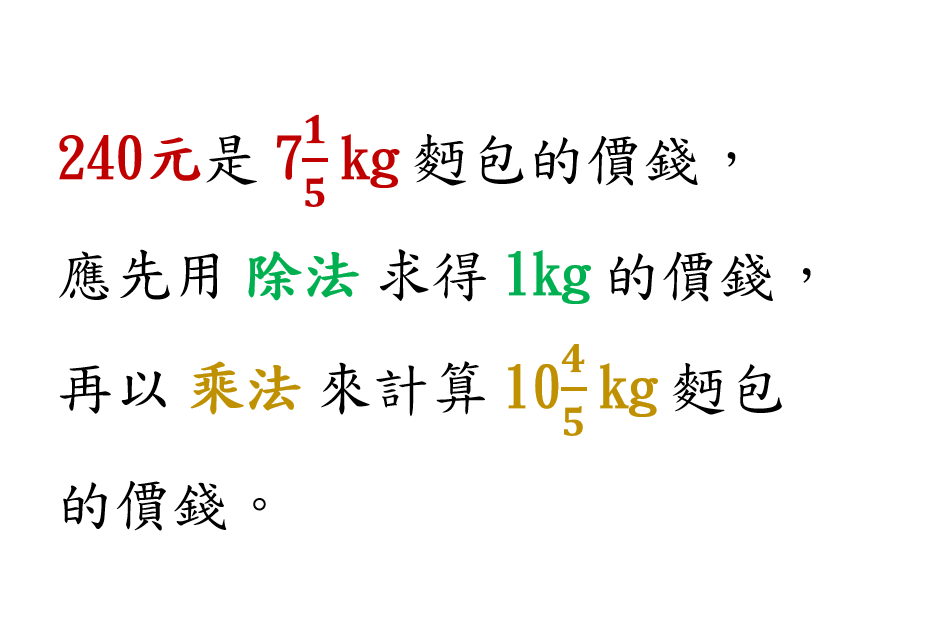 240元是 7 1/5 kg 麪包的價錢，
應先用 除法 求得 1kg 的價錢，
再以 乘法 來計算 10 4/5 kg 麪包
的價錢。